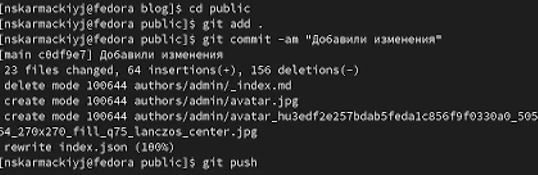 [nskarmackiyj@fedora blog]$ cd public
[nskarmackiyj@fedora public]$ git add .
[nskarmackiyj@fedora public]$ git commit -am "Добавили изменения"
[main c0df9e7] Добавили изменения
23 files changed, 64 insertions(+), 156 deletions(-)
delete mode 100644 authors/admin/_index.md
create mode 100644 authors/admin/avatar.jpg
create mode 100644 authors/admin/avatar_hu3edf2e257bdab5feda1c856f9f0330a0_505
64_270x270_fill_q75_lanczos_center.jpg
rewrite index.json (100%)
[nskarmackiyj@fedora public]$ git push